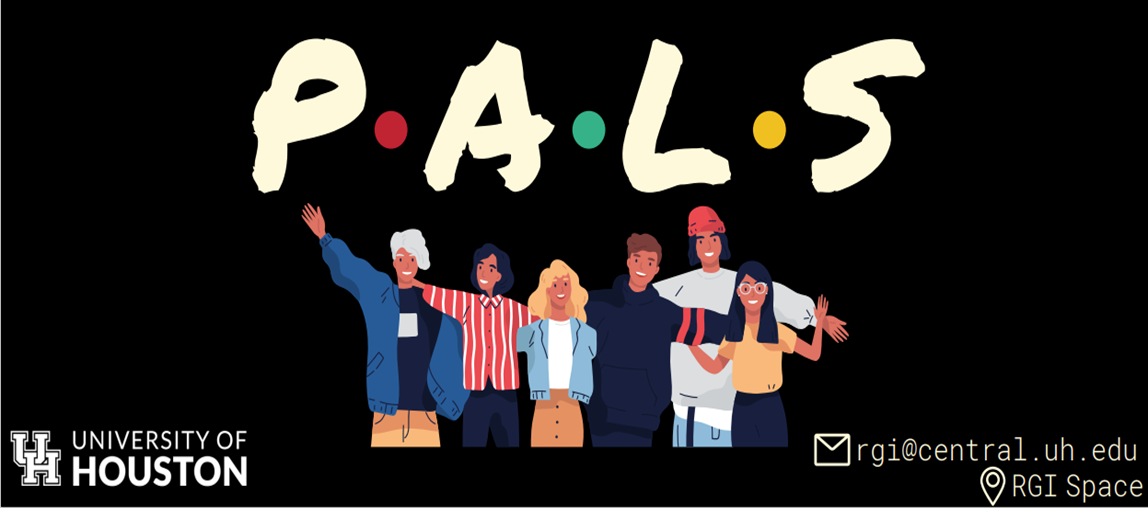 P•A•L•S
UNIVERSITY OF
HOUSTON
rgi@central.uh.edu
RGI Space